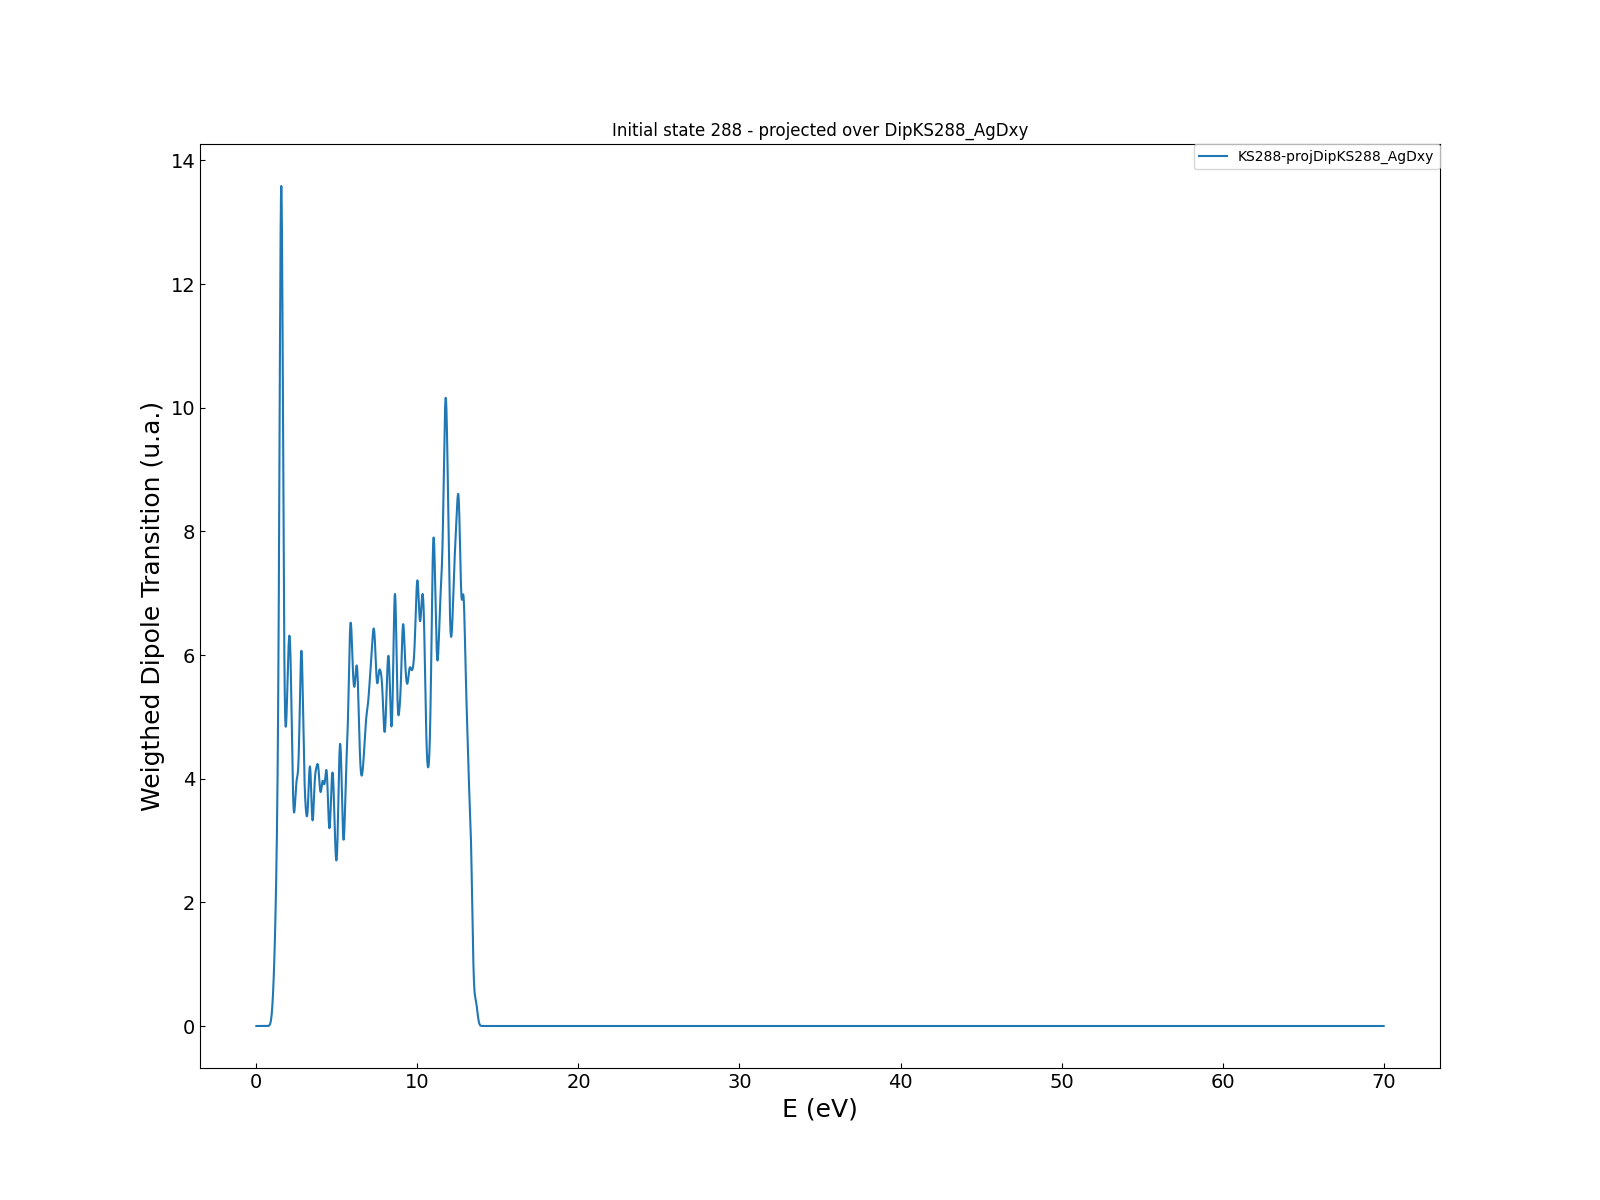 Initial state 288 - projected over DipKS288_AgDxy
KS288-projDipKS288_AgDxy
Weigthed Dipole Transition (u.a.)
14
12
10
8
6
4
2
0
0 10 20 30 40 50 60 70
E (eV)